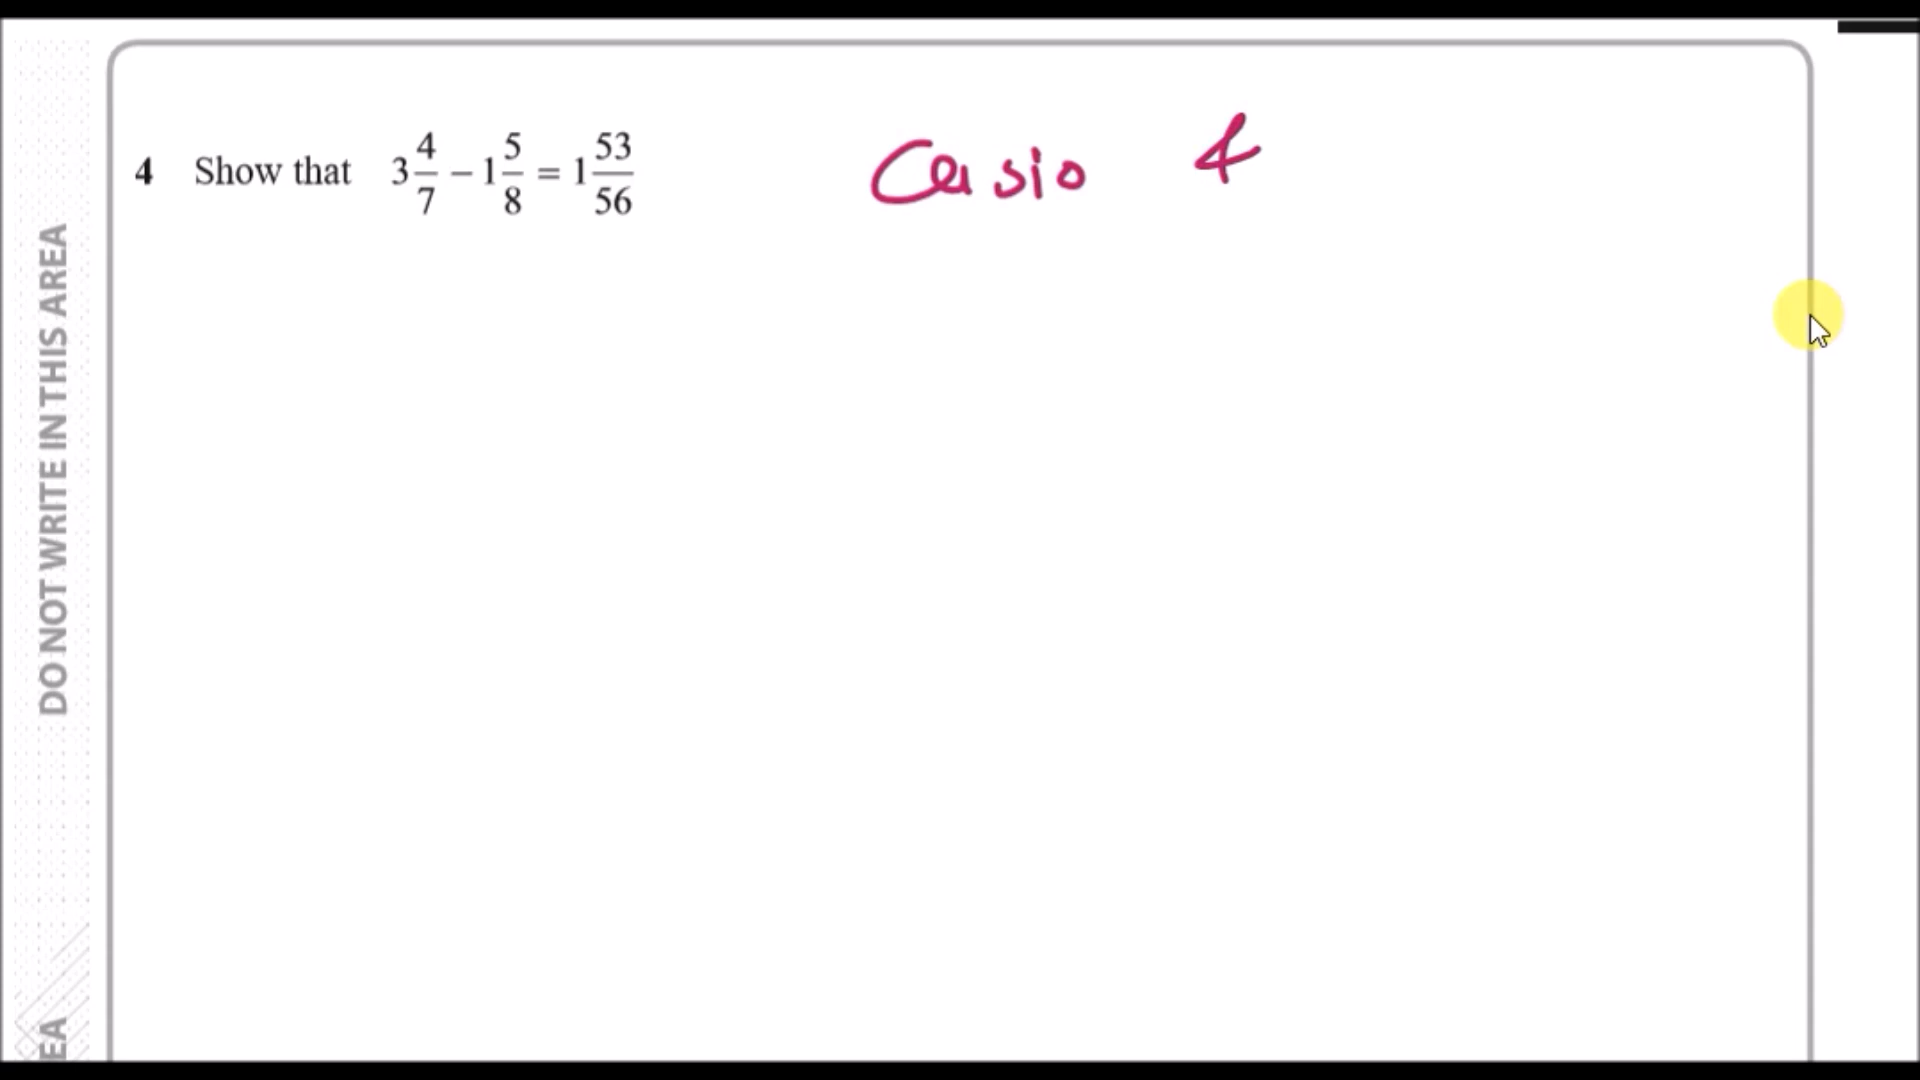 4 Show that 3 4/7 − 1 5/8 = 1 53/56
Casio &
DO NOT WRITE IN THIS AREA
EA